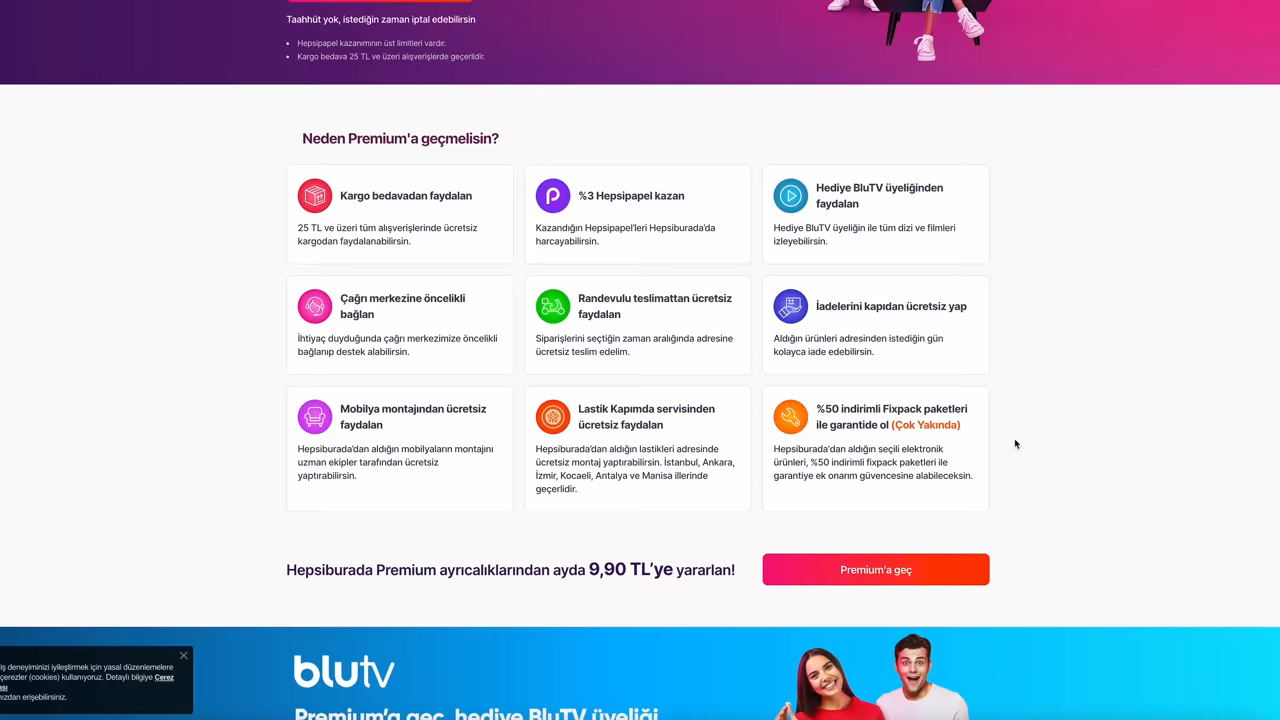 Taahhüt yok, istediğin zaman iptal edebilirsin
• Hepsipapel kazanımının üst limitleri vardır.
• Kargo bedava 25 TL ve üzeri alışverişlerde geçerlidir.
Neden Premium'a geçmelisin?
Kargo bedavadan faydalan
25 TL ve üzeri tüm alışverişlerinde ücretsiz
kargodan faydalanabilirsin.
%3 Hepsipapel kazan
Kazandığın Hepsipapel'leri Hepsiburada'da
harcayabilirsin.
Hediye BluTV üyeliğinden
faydalan
Hediye BluTV üyeliğin ile tüm dizi ve filmleri
izleyebilirsin.
Çağrı merkezine öncelikli
bağlan
İhtiyaç duyduğunda çağrı merkezimize öncelikli
bağlanıp destek alabilirsin.
Randevulu teslimattan ücretsiz
faydalan
Siparişlerini seçtiğin zaman aralığında adresine
ücretsiz teslim edelim.
İadelerini kapıdan ücretsiz yap
Aldığın ürünleri adresinden istediğin gün
kolayca iade edebilirsin.
Mobilya montajından ücretsiz
faydalan
Hepsiburada'dan aldığın mobilyaların montajını
uzman ekipler tarafından ücretsiz
yaptırabilirsin.
Lastik Kapımda servisinden
ücretsiz faydalan
Hepsiburada'dan aldığın lastikleri adresinde
ücretsiz montaj yaptırabilirsin. İstanbul, Ankara,
İzmir, Kocaeli, Antalya ve Manisa illerinde
geçerlidir.
%50 indirimli Fixpack paketleri
ile garantide ol (Çok Yakında)
Hepsiburada'dan aldığın seçili elektronik
ürünleri, %50 indirimli fixpack paketleri ile
garantiye ek onarım güvencesine alabileceksin.
Hepsiburada Premium ayrıcalıklarından ayda 9,90 TL'ye yararlan!
Premium'a geç
blutv
Premium'a geç, hediye BluTV üyeliği
iş deneyiminizi iyileştirmek için yasal düzenlemelere
çerezler (cookies) kullanıyoruz. Detaylı bilgiye Çerez
ası
nızdan erişebilirsiniz.